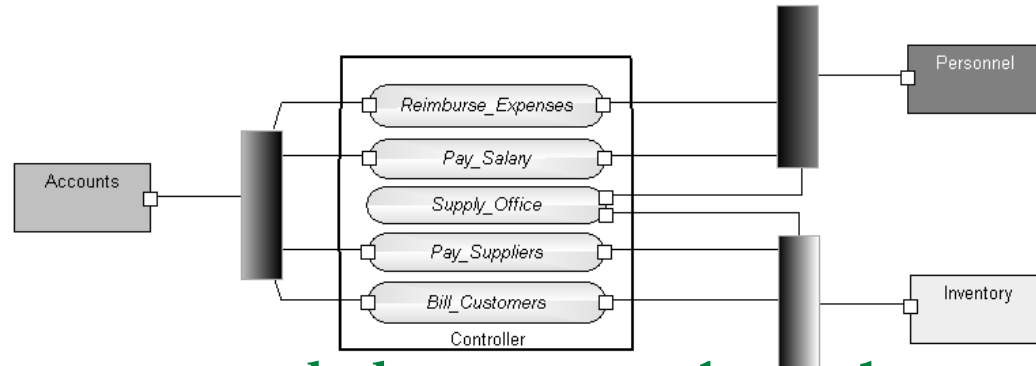 Personnel
Reimburse_Expenses
Pay_Salary
Accounts
Supply_Office
Pay_Suppliers
Bill_Customers
Inventory
Controller